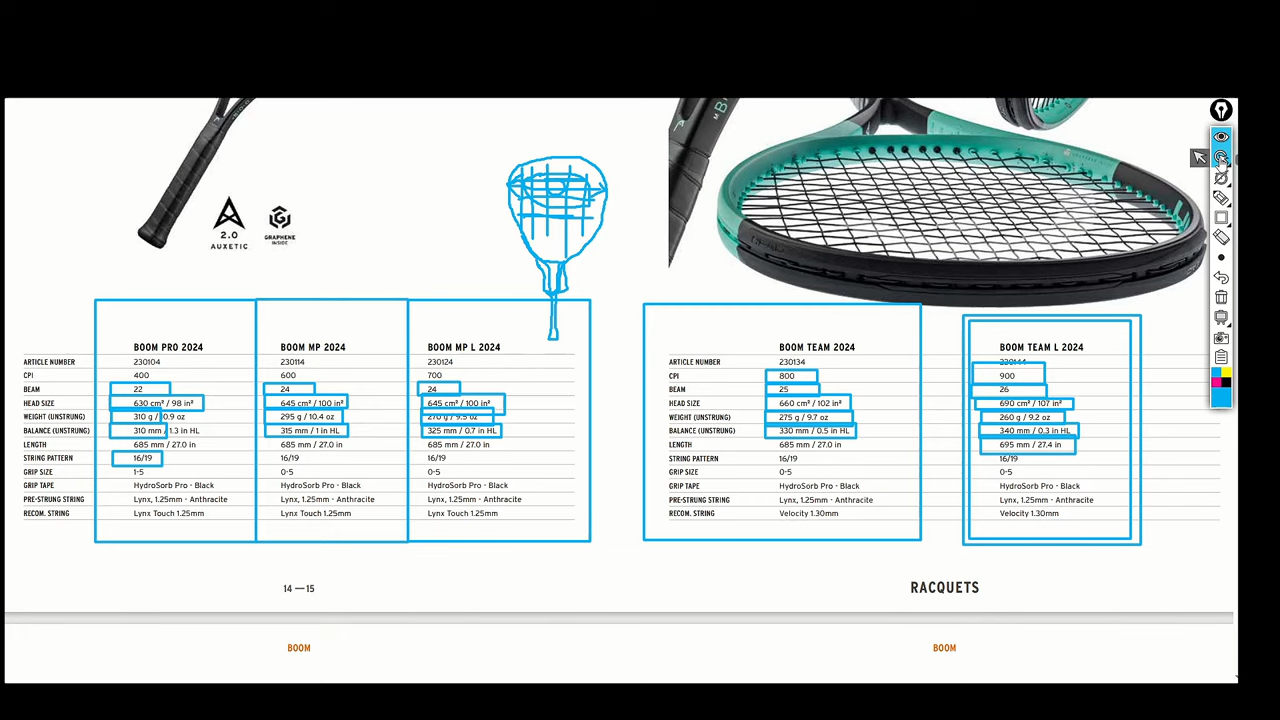 2.0
AUXETIC
GRAPHENE
INSIDE
M B
HEAD
BOOM PRO 2024 BOOM MP 2024 BOOM MP L 2024
ARTICLE NUMBER 230104 230114 230124
CPI 400 600 700
BEAM 22 24 24
HEAD SIZE 630 cm² / 98 in² 645 cm² / 100 in² 645 cm² / 100 in²
WEIGHT (UNSTRUNG) 310 g / 10.9 oz 295 g / 10.4 oz 270 g / 9.5 oz
BALANCE (UNSTRUNG) 310 mm / 1.3 in HL 315 mm / 1 in HL 325 mm / 0.7 in HL
LENGTH 685 mm / 27.0 in 685 mm / 27.0 in 685 mm / 27.0 in
STRING PATTERN 16/19 16/19 16/19
GRIP SIZE 1-5 0-5 0-5
GRIP TAPE HydroSorb Pro - Black HydroSorb Pro - Black HydroSorb Pro - Black
PRE-STRUNG STRING Lynx, 1.25mm - Anthracite Lynx, 1.25mm - Anthracite Lynx, 1.25mm - Anthracite
RECOM. STRING Lynx Touch 1.25mm Lynx Touch 1.25mm Lynx Touch 1.25mm
BOOM TEAM 2024 BOOM TEAM L 2024
ARTICLE NUMBER 230134 230144
CPI 800 900
BEAM 25 26
HEAD SIZE 660 cm² / 102 in² 690 cm² / 107 in²
WEIGHT (UNSTRUNG) 275 g / 9.7 oz 260 g / 9.2 oz
BALANCE (UNSTRUNG) 330 mm / 0.5 in HL 340 mm / 0.3 in HL
LENGTH 685 mm / 27.0 in 695 mm / 27.4 in
STRING PATTERN 16/19 16/19
GRIP SIZE 0-5 0-5
GRIP TAPE HydroSorb Pro - Black HydroSorb Pro - Black
PRE-STRUNG STRING Lynx, 1.25mm - Anthracite Lynx, 1.25mm - Anthracite
RECOM. STRING Velocity 1.30mm Velocity 1.30mm
14 — 15
RACQUETS
BOOM
BOOM